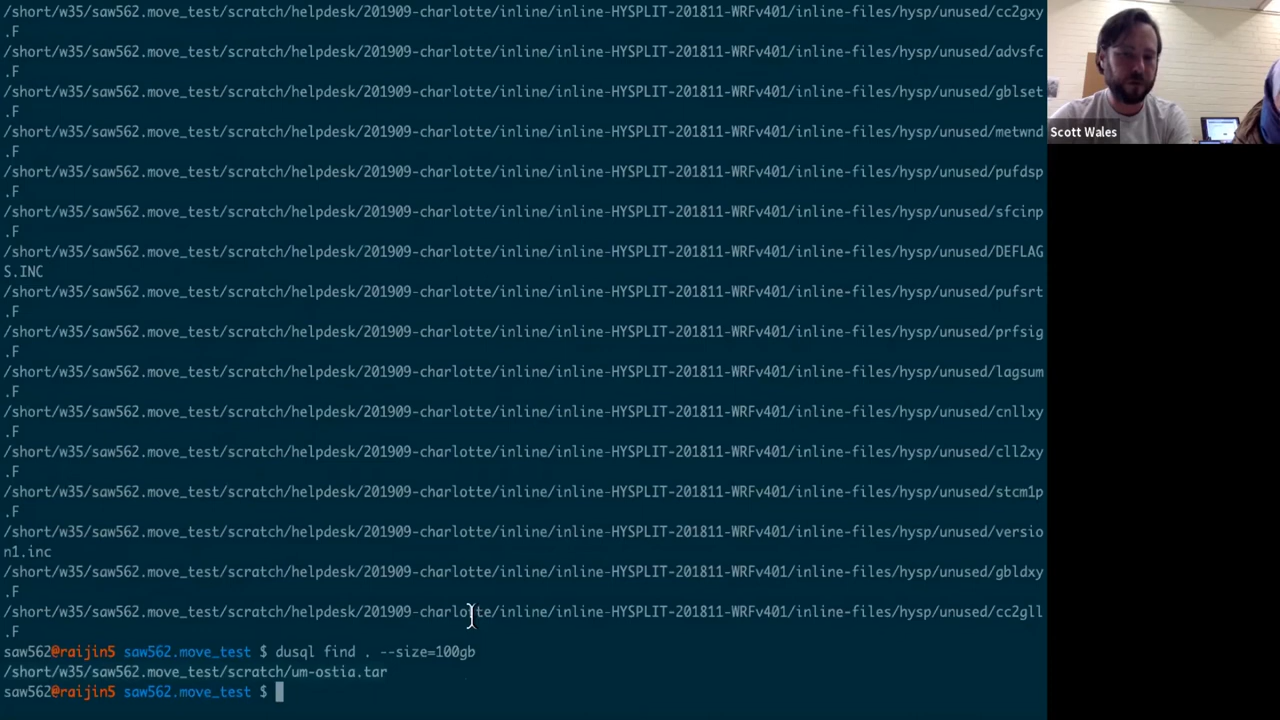 /short/w35/saw562.move_test/scratch/helpdesk/201909-charlotte/inline/inline-HYSPLIT-201811-WRFv401/inline-files/hysp/unused/cc2gxy
.F
/short/w35/saw562.move_test/scratch/helpdesk/201909-charlotte/inline/inline-HYSPLIT-201811-WRFv401/inline-files/hysp/unused/advsfc
.F
/short/w35/saw562.move_test/scratch/helpdesk/201909-charlotte/inline/inline-HYSPLIT-201811-WRFv401/inline-files/hysp/unused/gblset
.F
/short/w35/saw562.move_test/scratch/helpdesk/201909-charlotte/inline/inline-HYSPLIT-201811-WRFv401/inline-files/hysp/unused/metwnd
.F
/short/w35/saw562.move_test/scratch/helpdesk/201909-charlotte/inline/inline-HYSPLIT-201811-WRFv401/inline-files/hysp/unused/pufdsp
.F
/short/w35/saw562.move_test/scratch/helpdesk/201909-charlotte/inline/inline-HYSPLIT-201811-WRFv401/inline-files/hysp/unused/sfcinp
.F
/short/w35/saw562.move_test/scratch/helpdesk/201909-charlotte/inline/inline-HYSPLIT-201811-WRFv401/inline-files/hysp/unused/DEFLAG
S.INC
/short/w35/saw562.move_test/scratch/helpdesk/201909-charlotte/inline/inline-HYSPLIT-201811-WRFv401/inline-files/hysp/unused/pufsrt
.F
/short/w35/saw562.move_test/scratch/helpdesk/201909-charlotte/inline/inline-HYSPLIT-201811-WRFv401/inline-files/hysp/unused/prfsig
.F
/short/w35/saw562.move_test/scratch/helpdesk/201909-charlotte/inline/inline-HYSPLIT-201811-WRFv401/inline-files/hysp/unused/lagsum
.F
/short/w35/saw562.move_test/scratch/helpdesk/201909-charlotte/inline/inline-HYSPLIT-201811-WRFv401/inline-files/hysp/unused/cnllxy
.F
/short/w35/saw562.move_test/scratch/helpdesk/201909-charlotte/inline/inline-HYSPLIT-201811-WRFv401/inline-files/hysp/unused/cll2xy
.F
/short/w35/saw562.move_test/scratch/helpdesk/201909-charlotte/inline/inline-HYSPLIT-201811-WRFv401/inline-files/hysp/unused/stcm1p
.F
/short/w35/saw562.move_test/scratch/helpdesk/201909-charlotte/inline/inline-HYSPLIT-201811-WRFv401/inline-files/hysp/unused/versio
n1.inc
/short/w35/saw562.move_test/scratch/helpdesk/201909-charlotte/inline/inline-HYSPLIT-201811-WRFv401/inline-files/hysp/unused/gbldxy
.F
/short/w35/saw562.move_test/scratch/helpdesk/201909-charlotte/inline/inline-HYSPLIT-201811-WRFv401/inline-files/hysp/unused/cc2gll
.F
saw562@raijin5 saw562.move_test $ dusql find . --size=100gb
/short/w35/saw562.move_test/scratch/um-ostia.tar
saw562@raijin5 saw562.move_test $
Scott Wales